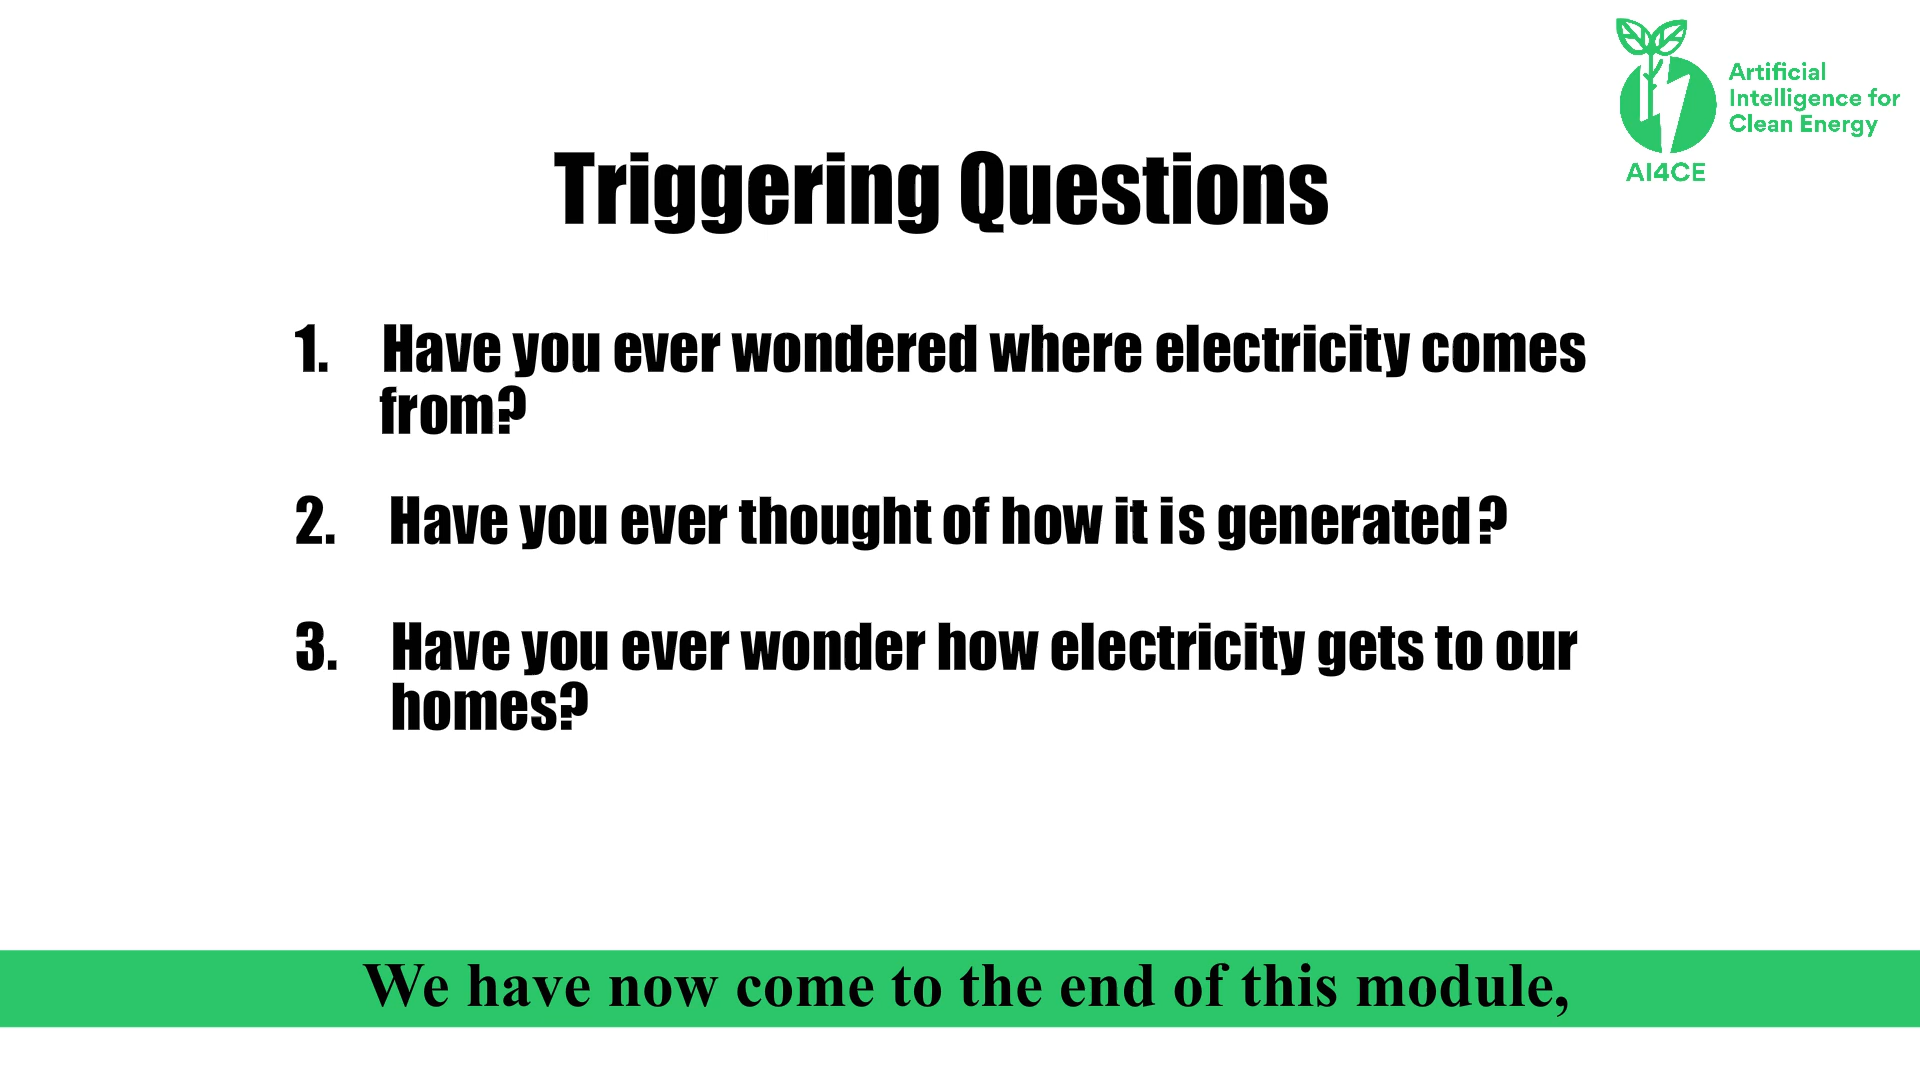 Artificial
Intelligence for
Clean Energy
AI4CE
Triggering Questions
1. Have you ever wondered where electricity comes
from?
2. Have you ever thought of how it is generated?
3. Have you ever wonder how electricity gets to our
homes?
We have now come to the end of this module,